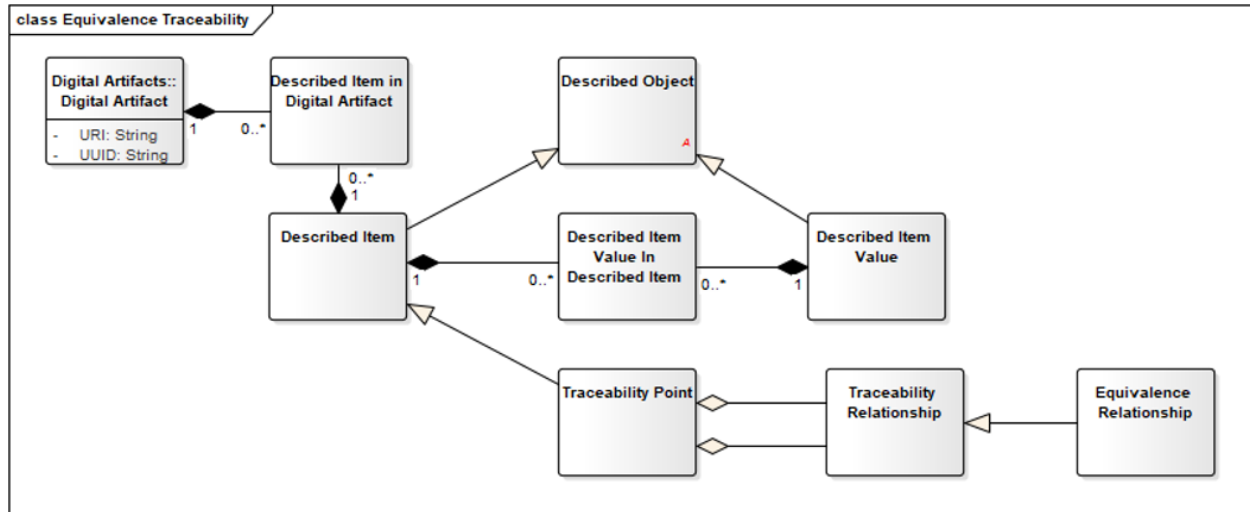 class Equivalence Traceability
Digital Artifacts::
Digital Artifact
- URI: String
- UUID: String
1
0..*
Described Item in
Digital Artifact
0..*
1
Described Object
A
Described Item
1
0..*
Described Item
Value In
Described Item
0..*
1
Described Item
Value
Traceability Point
Traceability
Relationship
Equivalence
Relationship